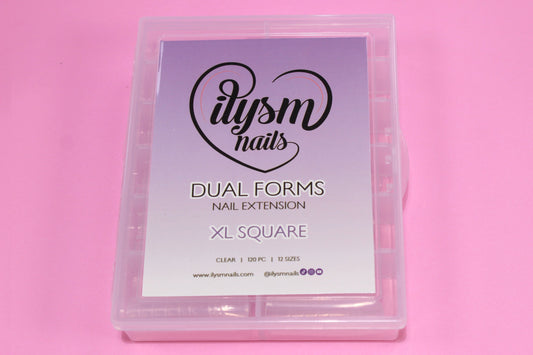 ilysm
nails
DUAL FORMS
NAIL EXTENSION
XL SQUARE
CLEAR | 120 PC | 12 SIZES
www.ilysmnails.com @ilysmnails